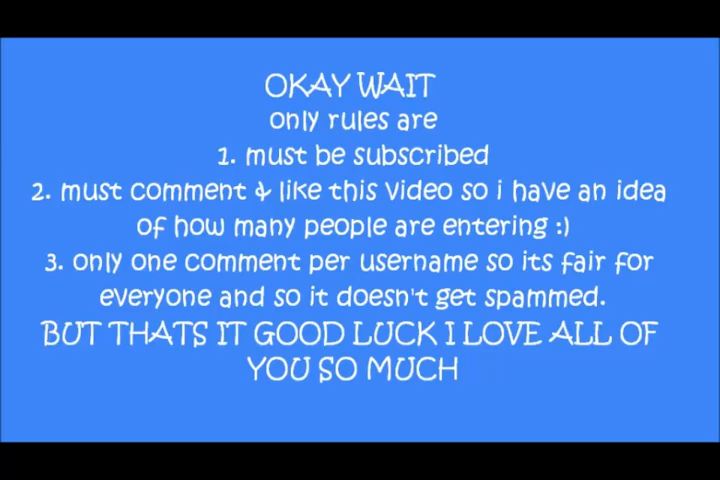 OKAY WAIT
only rules are
1. must be subscribed
2. must comment & like this video so i have an idea
of how many people are entering :)
3. only one comment per username so its fair for
everyone and so it doesn't get spammed.
BUT THATS IT GOOD LUCK I LOVE ALL OF
YOU SO MUCH